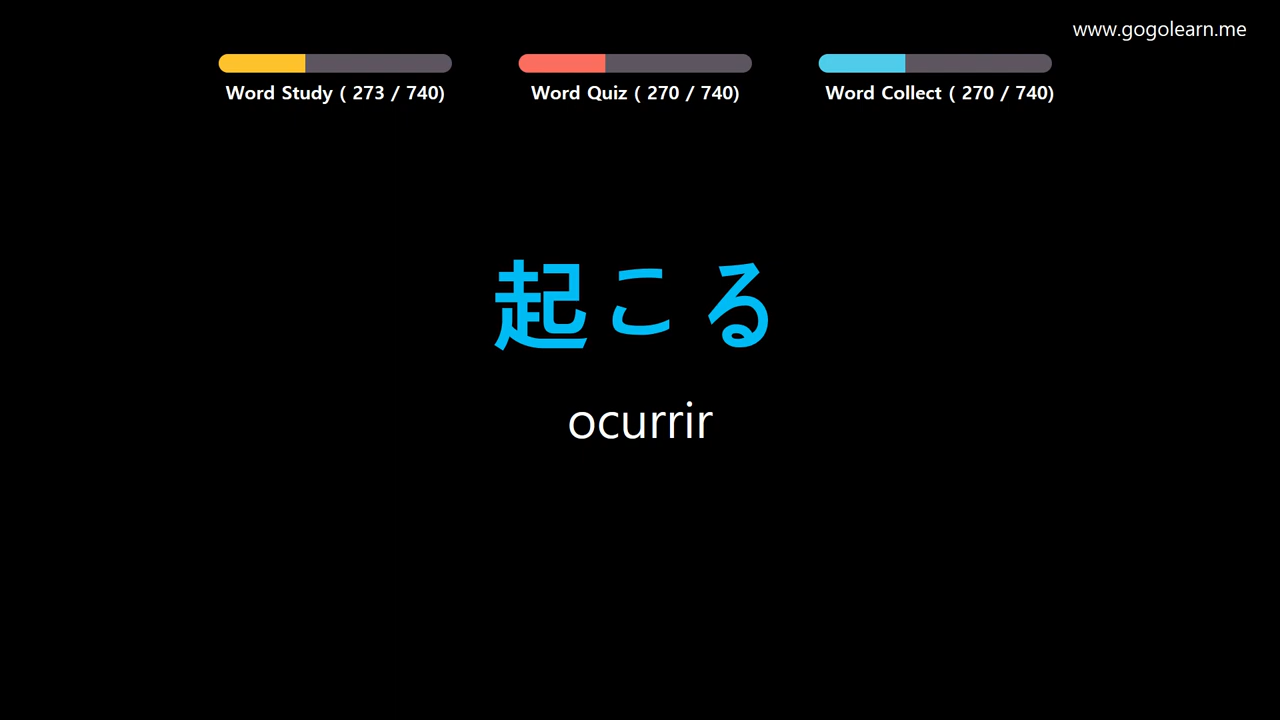 www.gogolearn.me
Word Study ( 273 / 740)
Word Quiz ( 270 / 740)
Word Collect ( 270 / 740)
起こる
ocurrir